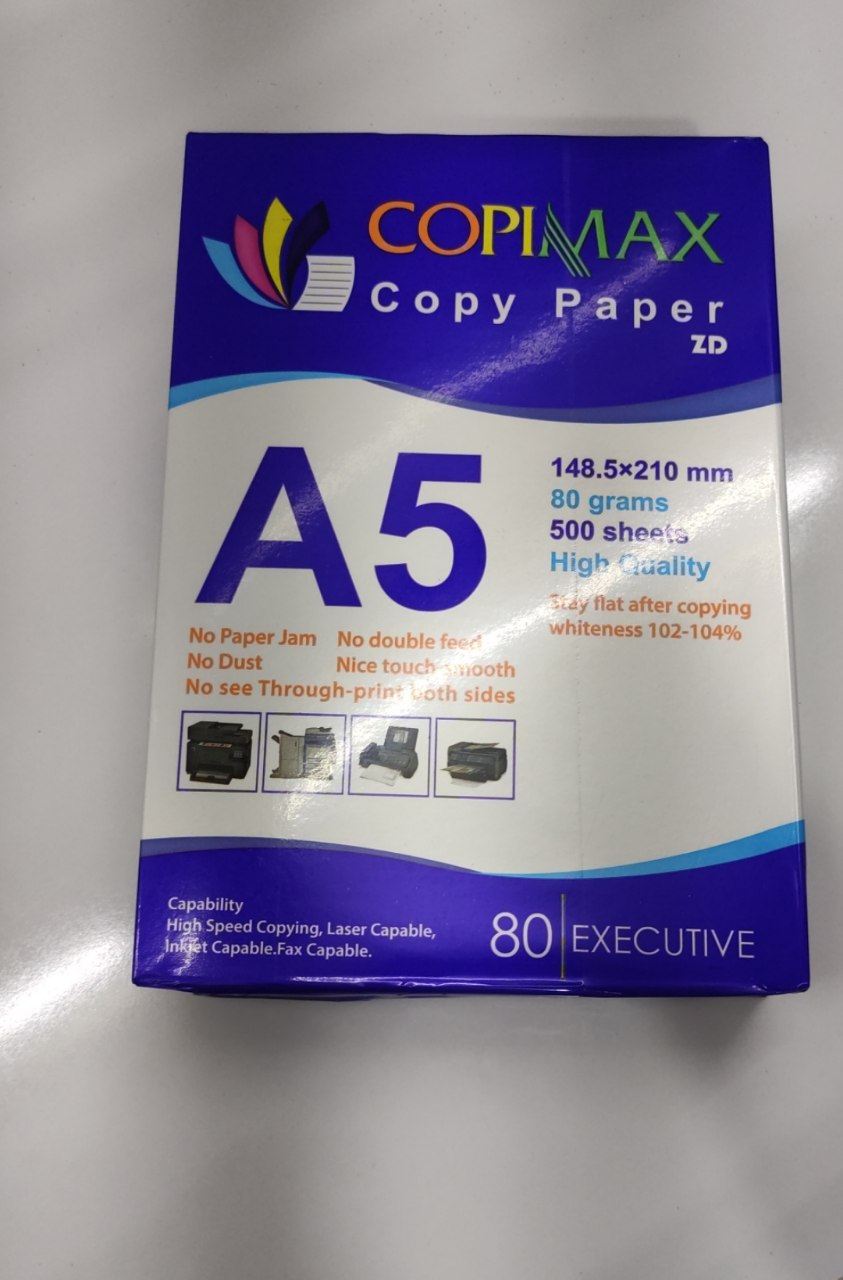 COPIMAX
Copy Paper
ZD
A5
148.5×210 mm
80 grams
500 sheets
High Quality
Stay flat after copying
whiteness 102-104%
No Paper Jam No double feed
No Dust Nice touch smooth
No see Through-print both sides
Capability
High Speed Copying, Laser Capable,
Inkjet Capable.Fax Capable.
80 EXECUTIVE